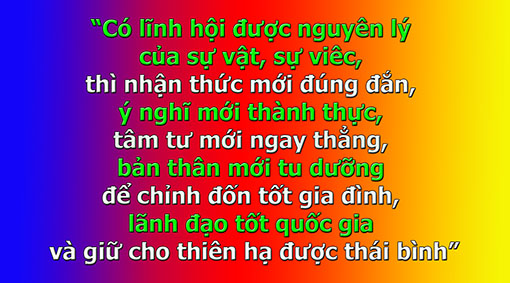 “Có lĩnh hội được nguyên lý
của sự vật, sự viêc,
thì nhận thức mới đúng đắn,
ý nghĩ mới thành thực,
tâm tư mới ngay thẳng,
bản thân mới tu dưỡng
để chỉnh đốn tốt gia đình,
lãnh đạo tốt quốc gia
và giữ cho thiên hạ được thái bình”